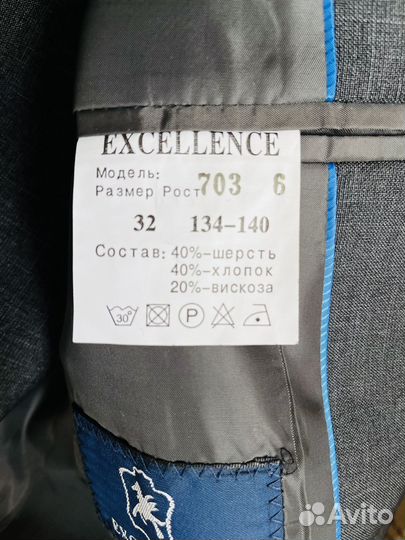 EXCELLENCE
Модель:
Размер Рост 703 6
32 134-140
Состав: 40%-шерсть
40%-хлопок
20%-вискоза
30°
P
Avito